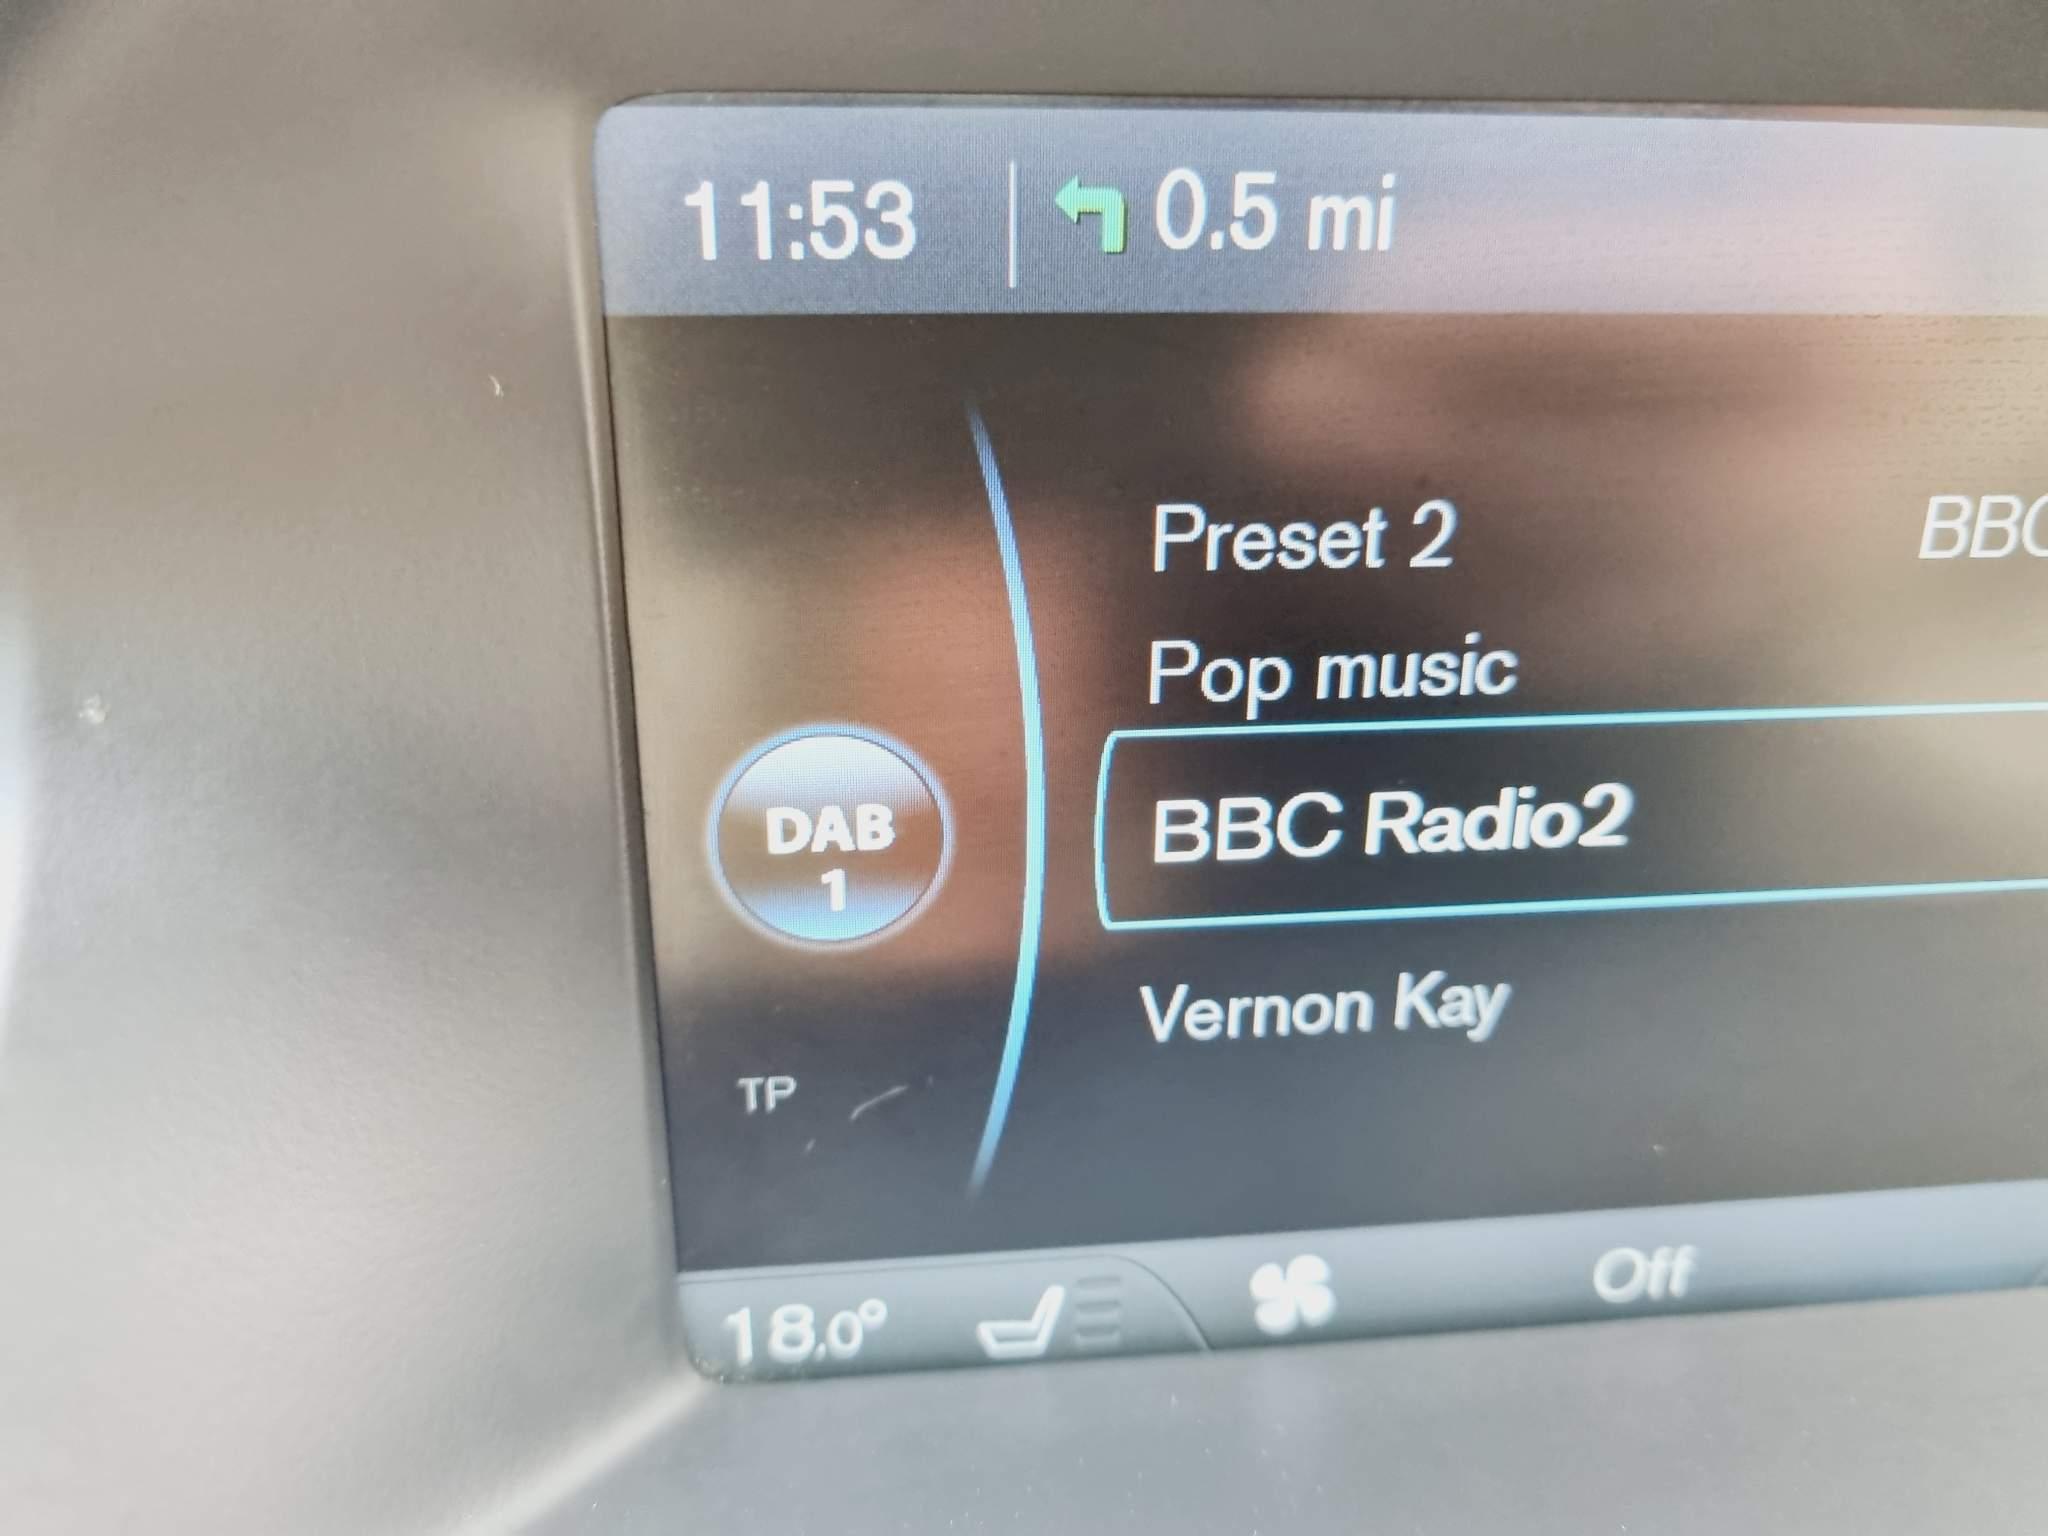 11:53 0.5 mi
Preset 2 BBC
Pop music
DAB
1
BBC Radio2
Vernon Kay
TP
18.0° Off